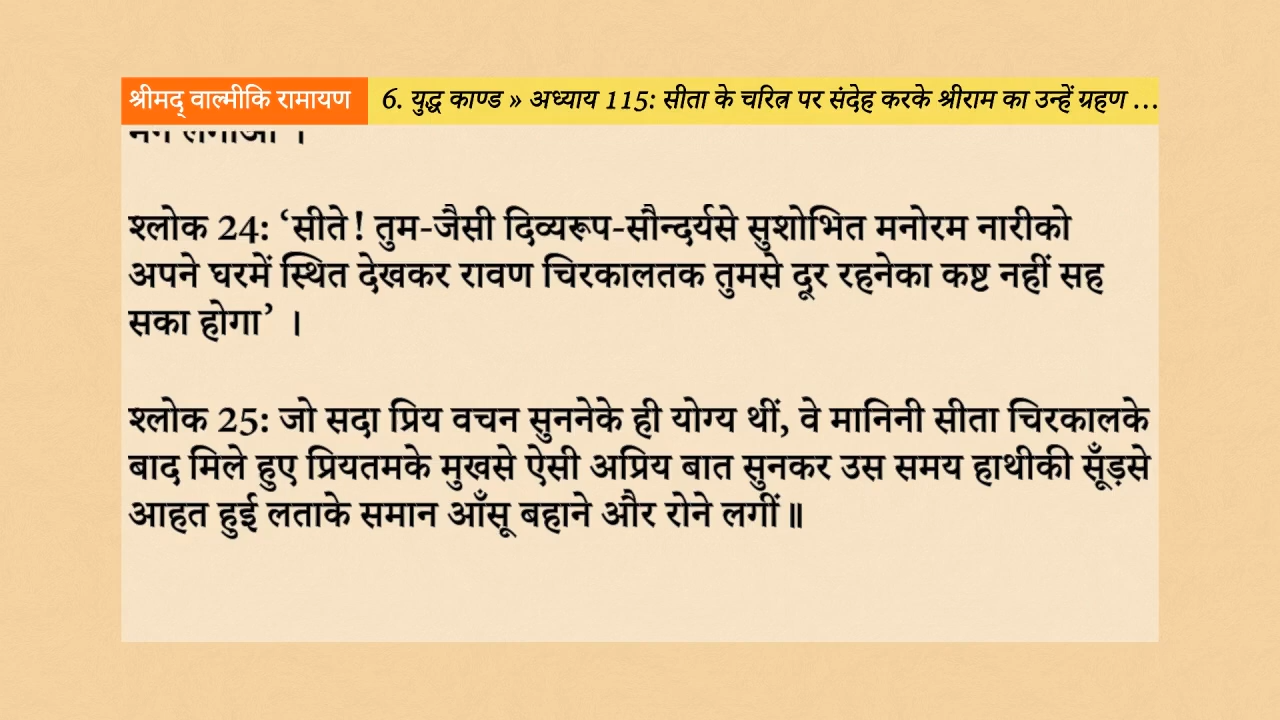 श्रीमद् वाल्मीकि रामायण
6. युद्ध काण्ड » अध्याय 115: सीता के चरित्र पर संदेह करके श्रीराम का उन्हें ग्रहण ...
श्लोक 24: ‘सीते! तुम-जैसी दिव्यरूप-सौन्दर्यसे सुशोभित मनोरम नारीको
अपने घरमें स्थित देखकर रावण चिरकालतक तुमसे दूर रहनेका कष्ट नहीं सह
सका होगा’ ।
श्लोक 25: जो सदा प्रिय वचन सुननेके ही योग्य थीं, वे मानिनी सीता चिरकालके
बाद मिले हुए प्रियतमके मुखसे ऐसी अप्रिय बात सुनकर उस समय हाथीकी सूँड़से
आहत हुई लताके समान आँसू बहाने और रोने लगीं॥